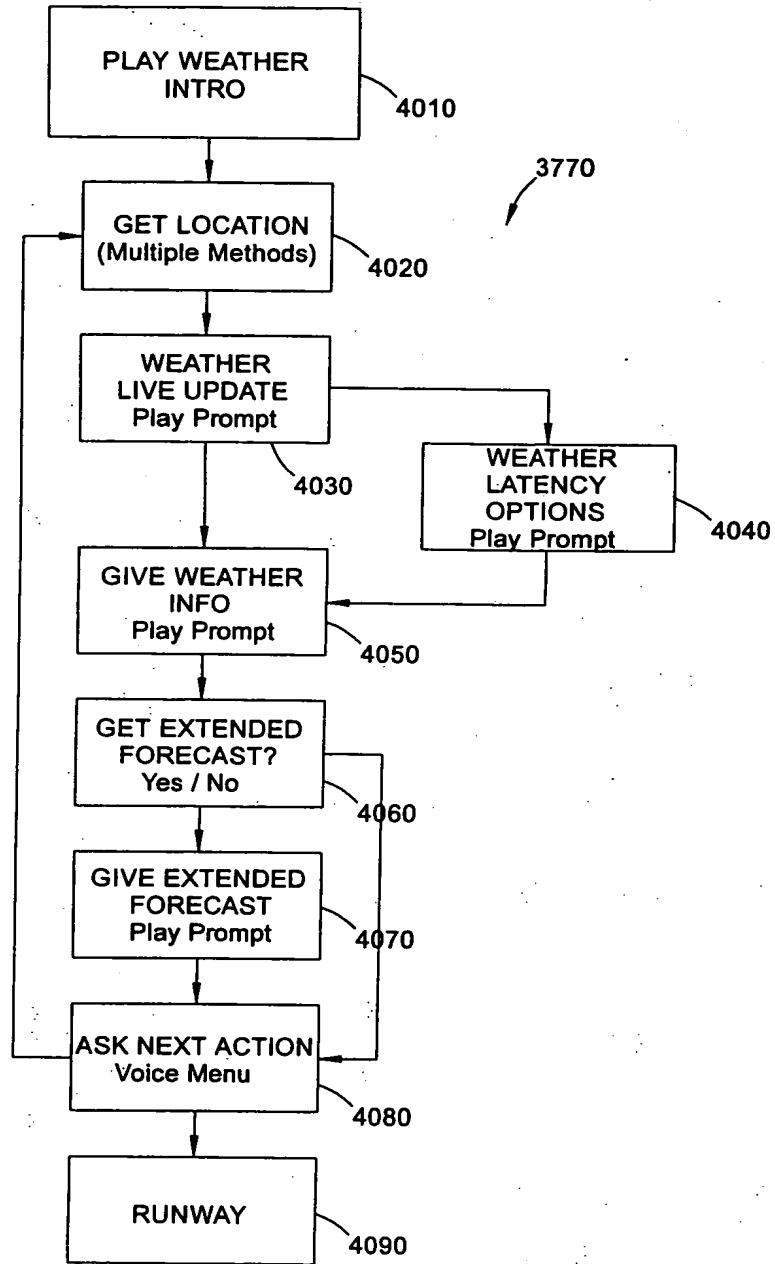 PLAY WEATHER
INTRO
4010
3770
GET LOCATION
(Multiple Methods)
4020
WEATHER
LIVE UPDATE
Play Prompt
4030
WEATHER
LATENCY
OPTIONS
Play Prompt
4040
GIVE WEATHER
INFO
Play Prompt
4050
GET EXTENDED
FORECAST?
Yes / No
4060
GIVE EXTENDED
FORECAST
Play Prompt
4070
ASK NEXT ACTION
Voice Menu
4080
RUNWAY
4090